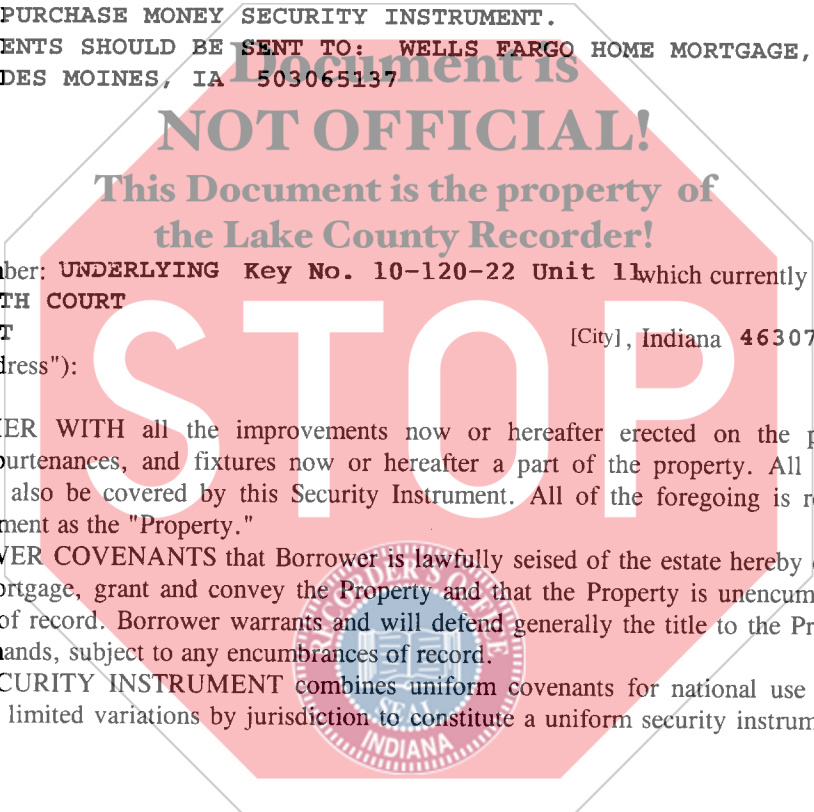 PURCHASE MONEY SECURITY INSTRUMENT.
ENTS SHOULD BE SENT TO: WELLS FARGO HOME MORTGAGE,
DES MOINES, IA 503065137
Document is
NOT OFFICIAL!
This Document is the property of
the Lake County Recorder!
ber: UNDERLYING Key No. 10-120-22 Unit 11which currently
TH COURT
T [City], Indiana 46307
dress"):
STOP
ER WITH all the improvements now or hereafter erected on the p
purtenances, and fixtures now or hereafter a part of the property. All
also be covered by this Security Instrument. All of the foregoing is r
ment as the "Property."
VER COVENANTS that Borrower is lawfully seised of the estate hereby
ortgage, grant and convey the Property and that the Property is unencum
of record. Borrower warrants and will defend generally the title to the Pr
ands, subject to any encumbrances of record.
CURITY INSTRUMENT combines uniform covenants for national use
limited variations by jurisdiction to constitute a uniform security instrum
RECORDER'S OFFICE
SEAL
INDIANA